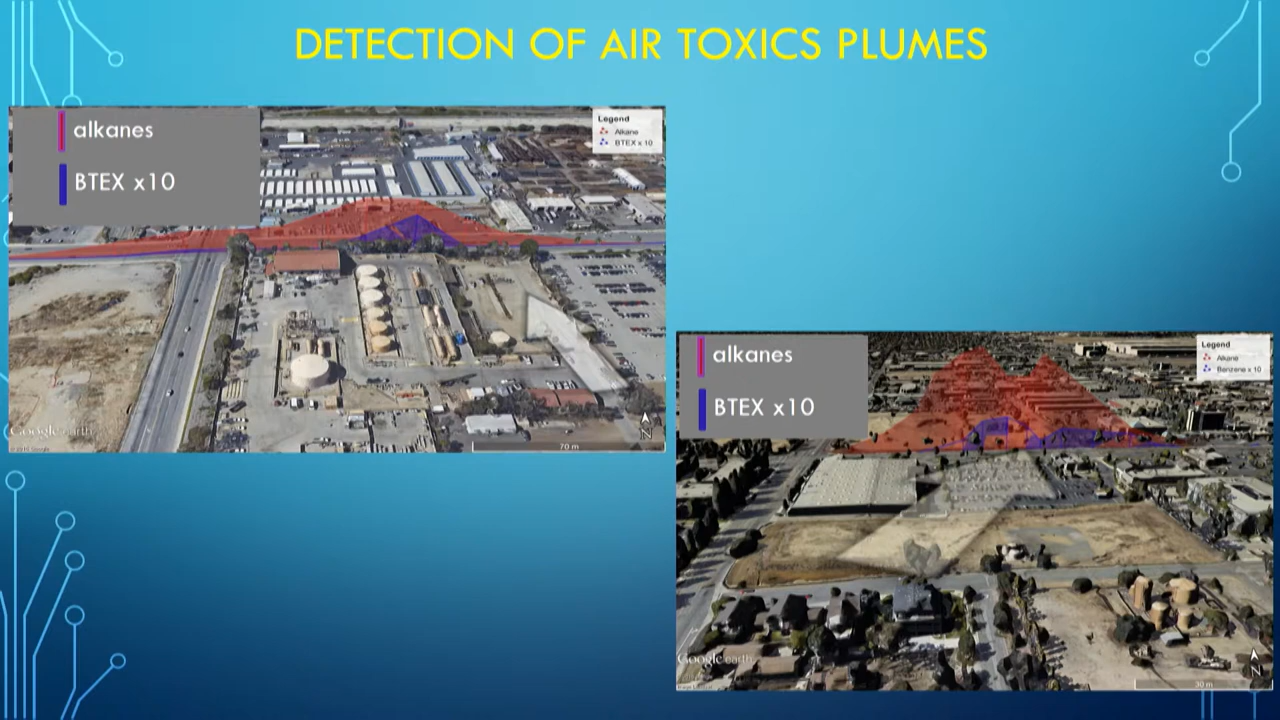 DETECTION OF AIR TOXICS PLUMES
alkanes
BTEX x10
Legend
Alkane
BTEX x 10
Google earth
N
70 m
alkanes
BTEX x10
Legend
Alkane
Benzene x 10
Google earth
N
30 m